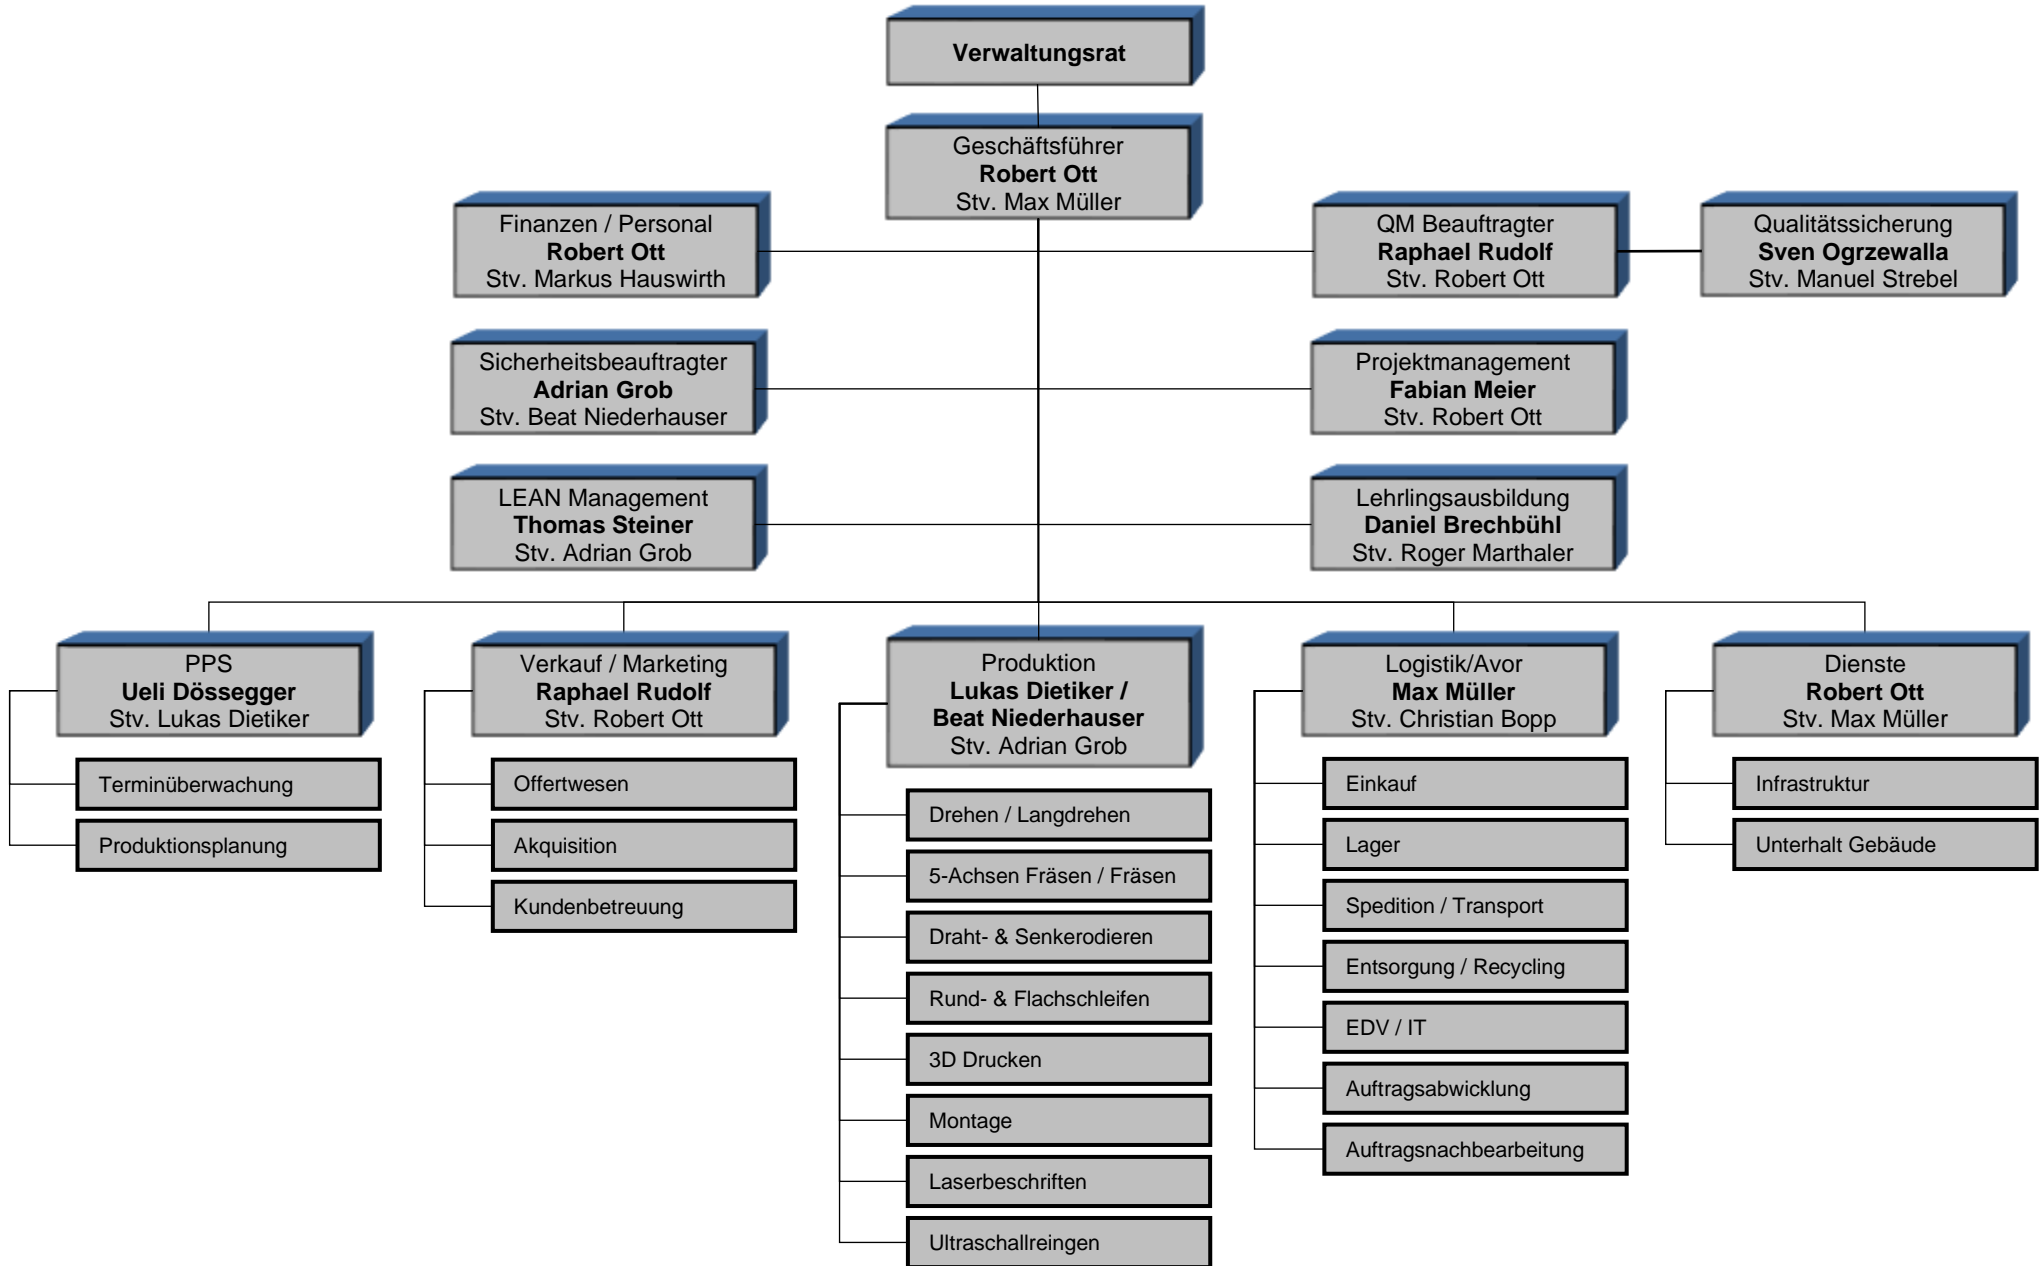 Verwaltungsrat
Geschäftsführer
Robert Ott
Stv. Max Müller
Finanzen / Personal
Robert Ott
Stv. Markus Hauswirth
QM Beauftragter
Raphael Rudolf
Stv. Robert Ott
Qualitätssicherung
Sven Ogrzewalla
Stv. Manuel Strebel
Sicherheitsbeauftragter
Adrian Grob
Stv. Beat Niederhauser
Projektmanagement
Fabian Meier
Stv. Robert Ott
LEAN Management
Thomas Steiner
Stv. Adrian Grob
Lehrlingsausbildung
Daniel Brechbühl
Stv. Roger Marthaler
PPS
Ueli Dössegger
Stv. Lukas Dietiker
Terminüberwachung
Produktionsplanung
Verkauf / Marketing
Raphael Rudolf
Stv. Robert Ott
Offertwesen
Akquisition
Kundenbetreuung
Produktion
Lukas Dietiker /
Beat Niederhauser
Stv. Adrian Grob
Drehen / Langdrehen
5-Achsen Fräsen / Fräsen
Draht- & Senkerodieren
Rund- & Flachschleifen
3D Drucken
Montage
Laserbeschriften
Ultraschallreingen
Logistik/Avor
Max Müller
Stv. Christian Bopp
Einkauf
Lager
Spedition / Transport
Entsorgung / Recycling
EDV / IT
Auftragsabwicklung
Auftragsnachbearbeitung
Dienste
Robert Ott
Stv. Max Müller
Infrastruktur
Unterhalt Gebäude